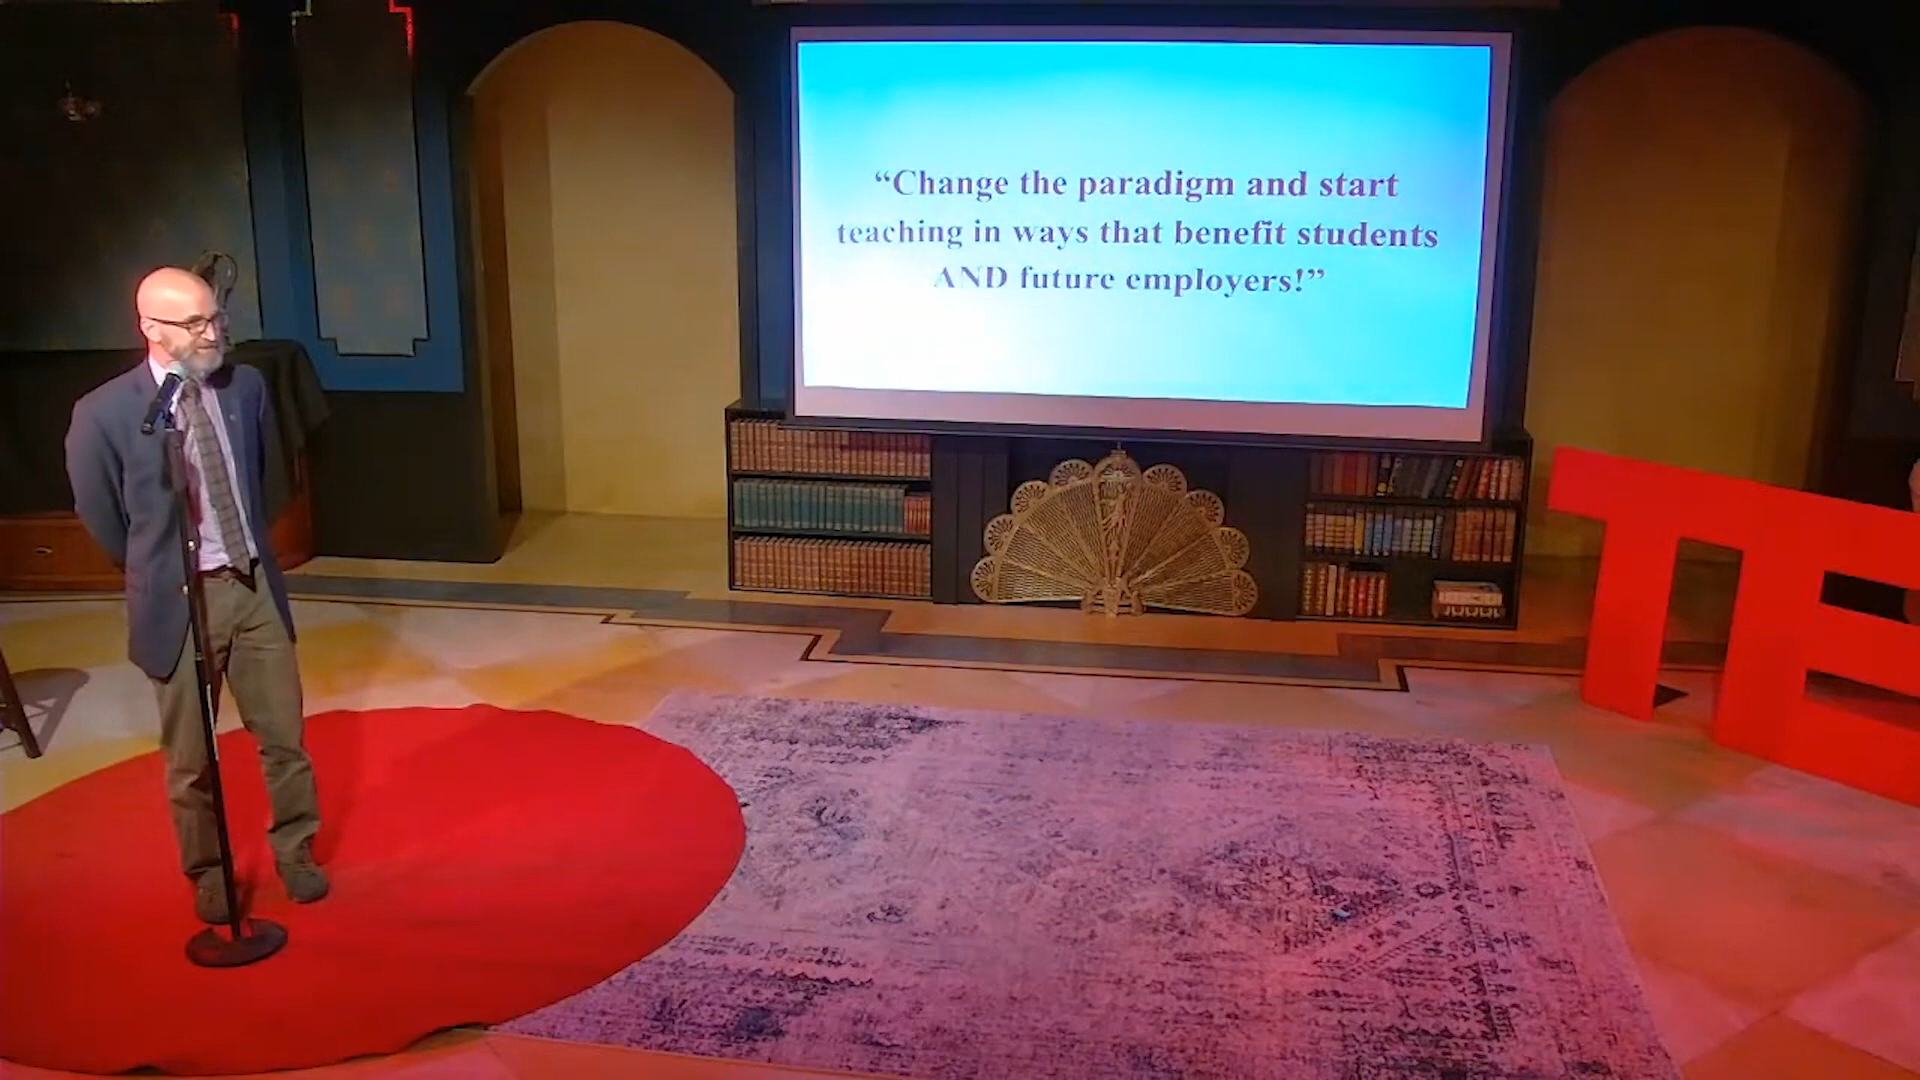 “Change the paradigm and start
teaching in ways that benefit students
AND future employers!”
TE